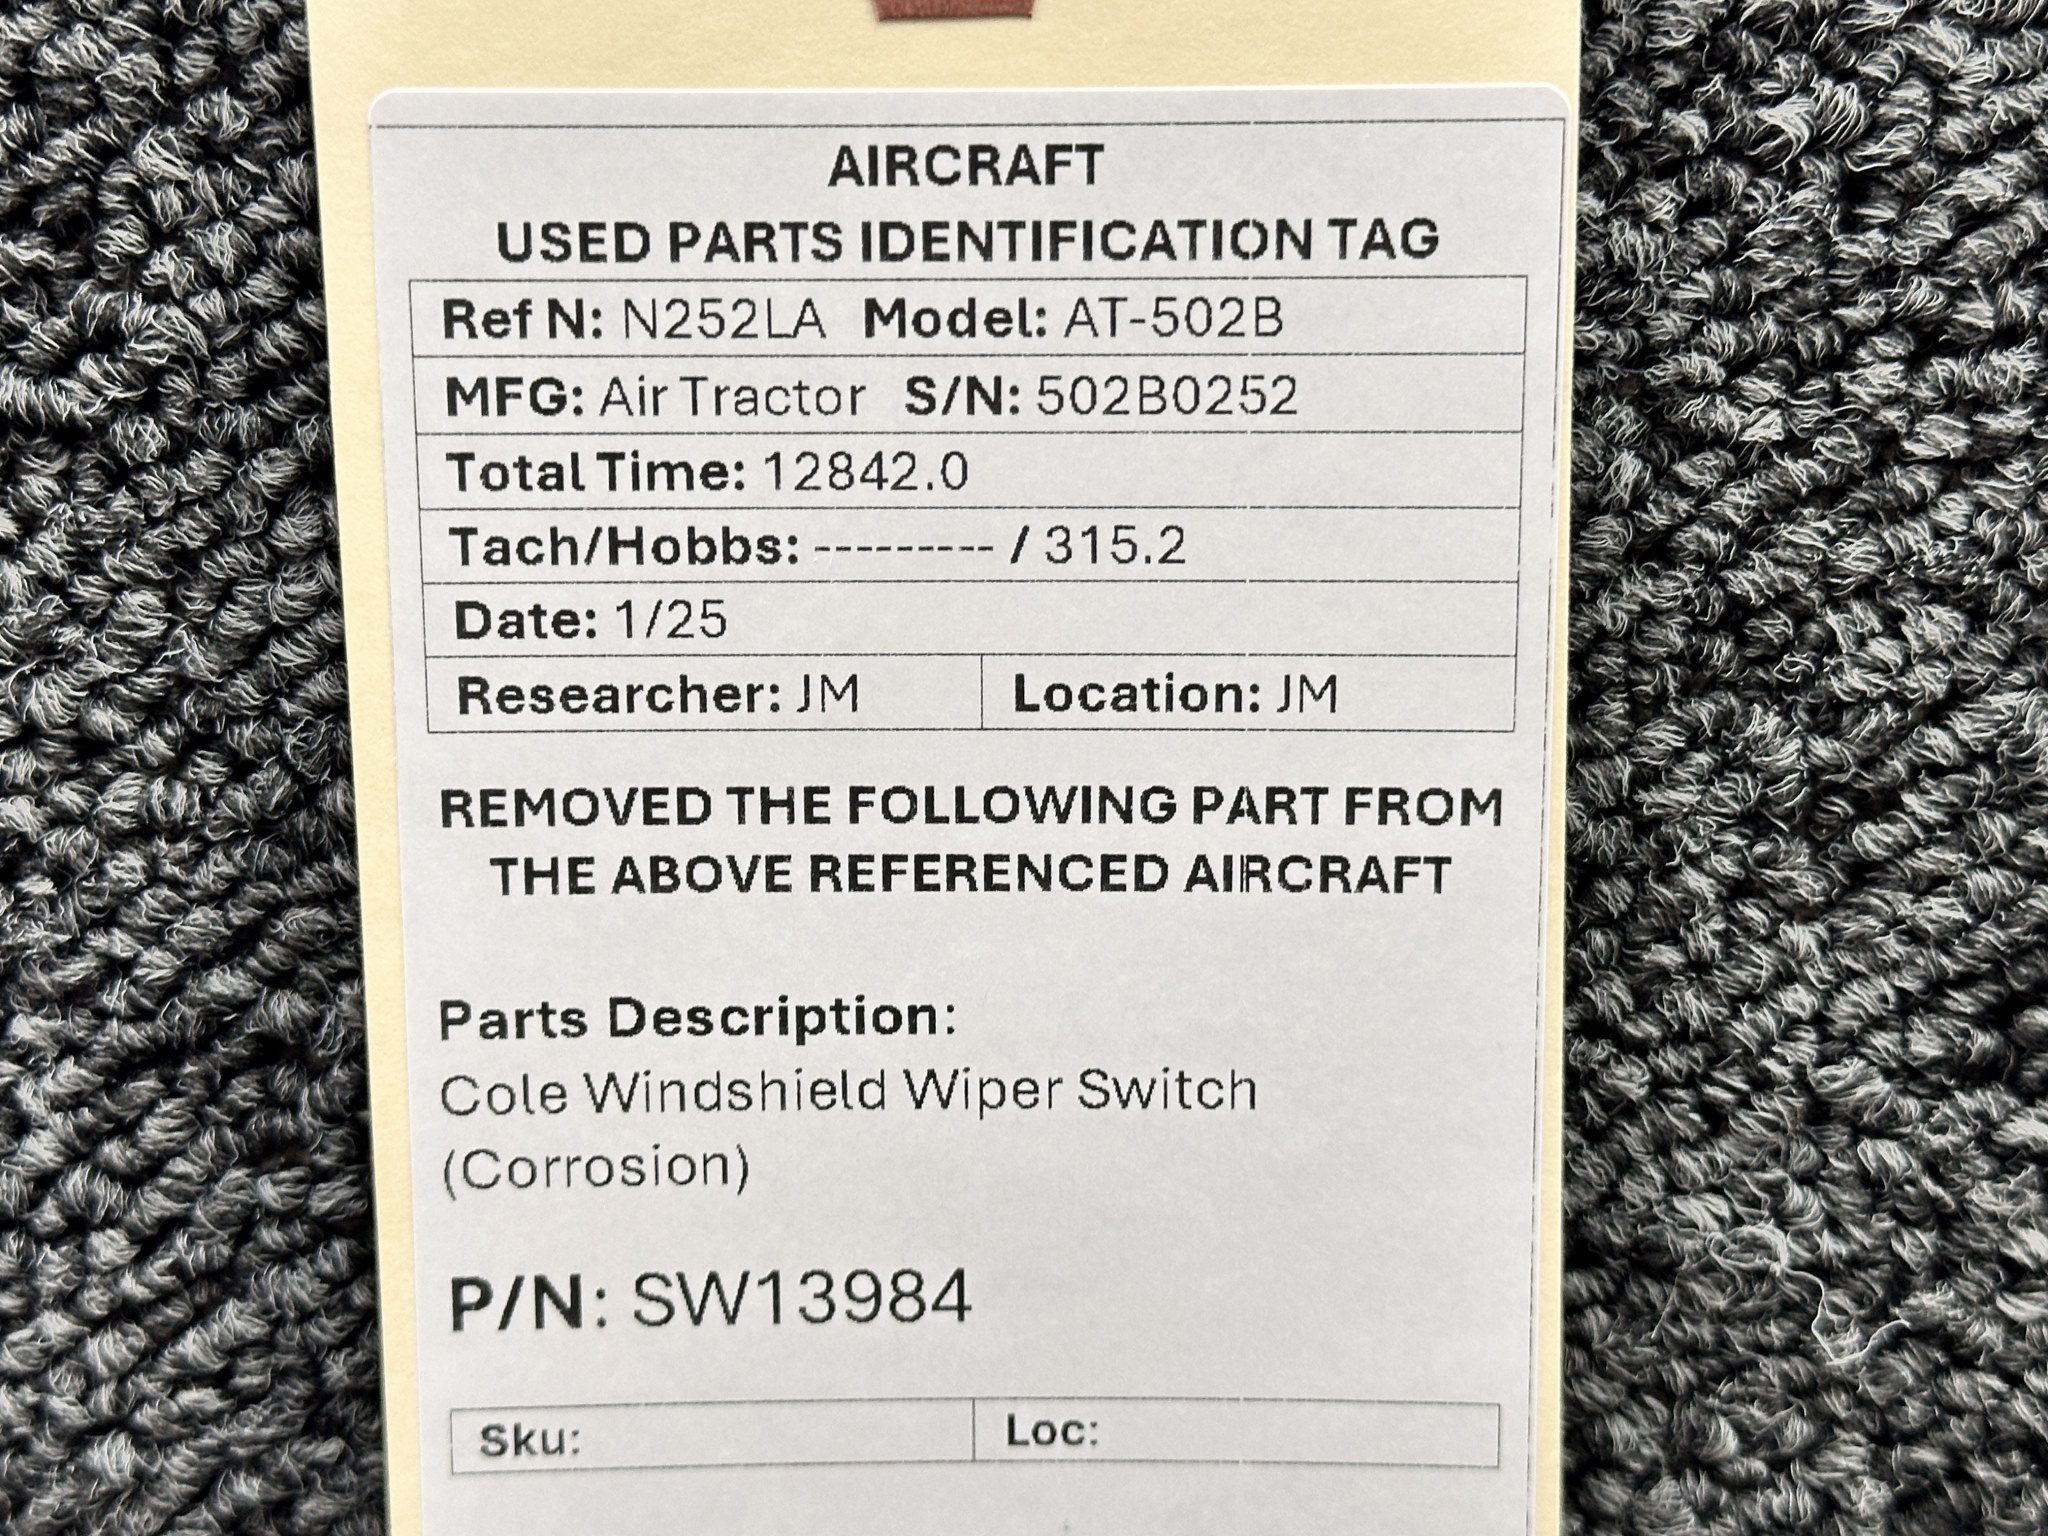 AIRCRAFT
USED PARTS IDENTIFICATION TAG
Ref N: N252LA Model: AT-502B
MFG: Air Tractor S/N: 502B0252
Total Time: 12842.0
Tach/Hobbs: --------- / 315.2
Date: 1/25
Researcher: JM Location: JM
REMOVED THE FOLLOWING PART FROM
THE ABOVE REFERENCED AIRCRAFT
Parts Description:
Cole Windshield Wiper Switch
(Corrosion)
P/N: SW13984
Sku: Loc: